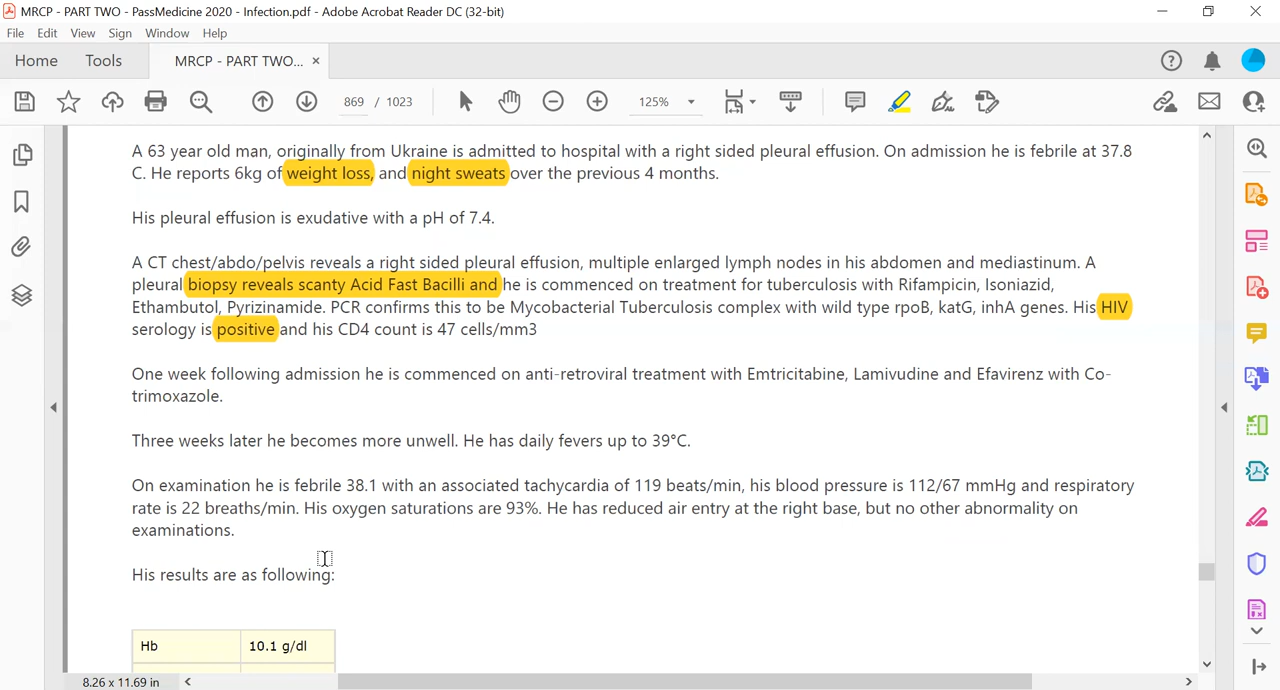 MRCP - PART TWO - PassMedicine 2020 - Infection.pdf - Adobe Acrobat Reader DC (32-bit)
File Edit View Sign Window Help
Home Tools MRCP - PART TWO... ×
869 / 1023 125%
A 63 year old man, originally from Ukraine is admitted to hospital with a right sided pleural effusion. On admission he is febrile at 37.8
C. He reports 6kg of weight loss, and night sweats over the previous 4 months.
His pleural effusion is exudative with a pH of 7.4.
A CT chest/abdo/pelvis reveals a right sided pleural effusion, multiple enlarged lymph nodes in his abdomen and mediastinum. A
pleural biopsy reveals scanty Acid Fast Bacilli and he is commenced on treatment for tuberculosis with Rifampicin, Isoniazid,
Ethambutol, Pyrizinamide. PCR confirms this to be Mycobacterial Tuberculosis complex with wild type rpoB, katG, inhA genes. His HIV
serology is positive and his CD4 count is 47 cells/mm3
One week following admission he is commenced on anti-retroviral treatment with Emtricitabine, Lamivudine and Efavirenz with Co-
trimoxazole.
Three weeks later he becomes more unwell. He has daily fevers up to 39°C.
On examination he is febrile 38.1 with an associated tachycardia of 119 beats/min, his blood pressure is 112/67 mmHg and respiratory
rate is 22 breaths/min. His oxygen saturations are 93%. He has reduced air entry at the right base, but no other abnormality on
examinations.
His results are as following:
Hb 10.1 g/dl
8.26 x 11.69 in